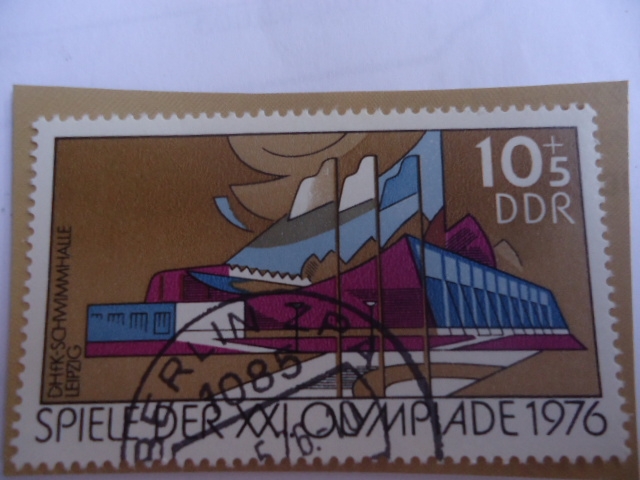 10+5
DDR
DHfK-SCHWIMMHALLE
LEIPZIG
SPIELE DER XXI. OLYMPIADE 1976
BERLIN
1085